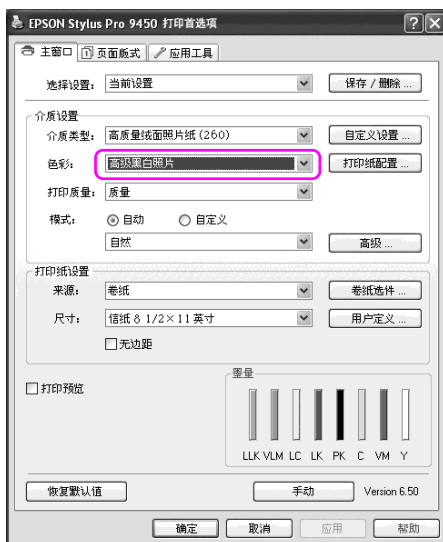 EPSON Stylus Pro 9450 打印首选项
主窗口 页面版式 应用工具
选择设置: 当前设置 保存 / 删除 ...
介质设置
介质类型: 高质量绒面照片纸 (260) 自定义设置 ...
色彩: 高级黑白照片 打印纸配置 ...
打印质量: 质量
模式: 自动 自定义
自然 高级 ...
打印纸设置
来源: 卷纸 卷纸选件 ...
尺寸: 信纸 8 1/2×11 英寸 用户定义 ...
无边距
打印预览
墨量
LLK VLM LC LK PK C VM Y
恢复默认值 手动 Version 6.50
确定 取消 应用 帮助